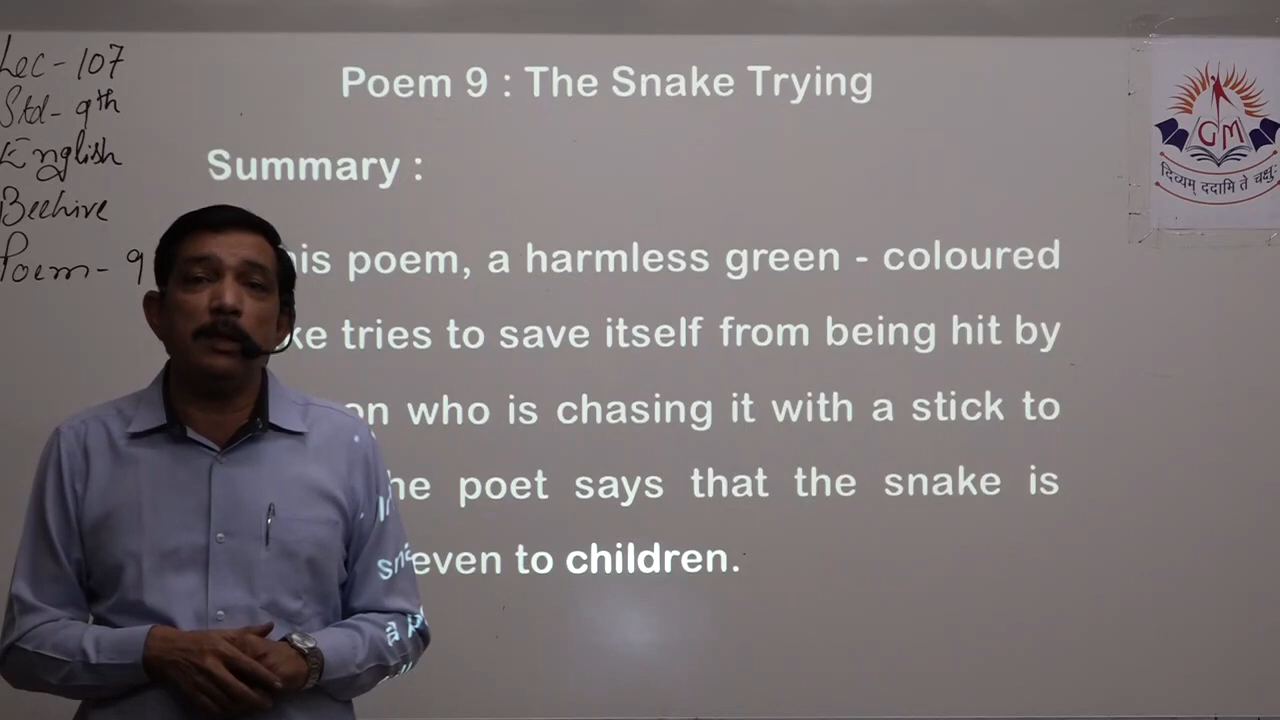 Lec - 107
Std - 9th
English
Beehive
Poem - 9
Poem 9 : The Snake Trying
Summary :
his poem, a harmless green - coloured
ke tries to save itself from being hit by
on who is chasing it with a stick to
he poet says that the snake is
even to children.
GM
दिव्यम् ददामि ते चक्षुः